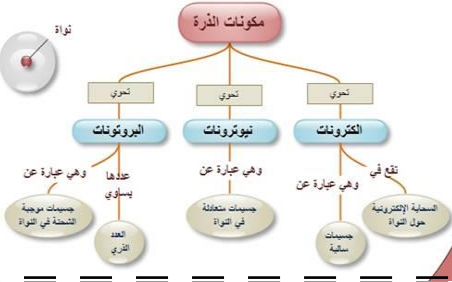 مكونات الذرة
نواة
تحوي
تحوي
تحوي
الكترونات
نيوترونات
البروتونات
تقع في
وهي عبارة عن
وهي عبارة عن
عددها
يساوي
وهي عبارة عن
السحابة الإلكترونية
حول النواة
جسيمات
سالبة
جسيمات متعادلة
في النواة
العدد
الذري
جسيمات موجبة
الشحنة في النواة